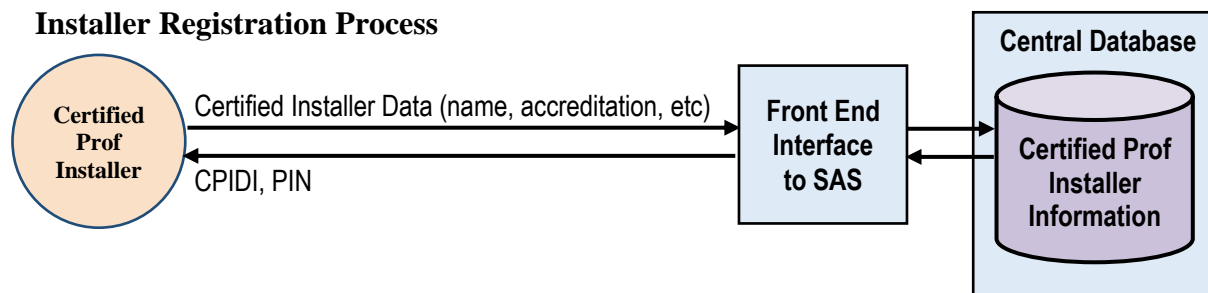 Installer Registration Process
Certified
Prof
Installer
Certified Installer Data (name, accreditation, etc)
CPIDI, PIN
Front End
Interface
to SAS
Central Database
Certified Prof
Installer
Information